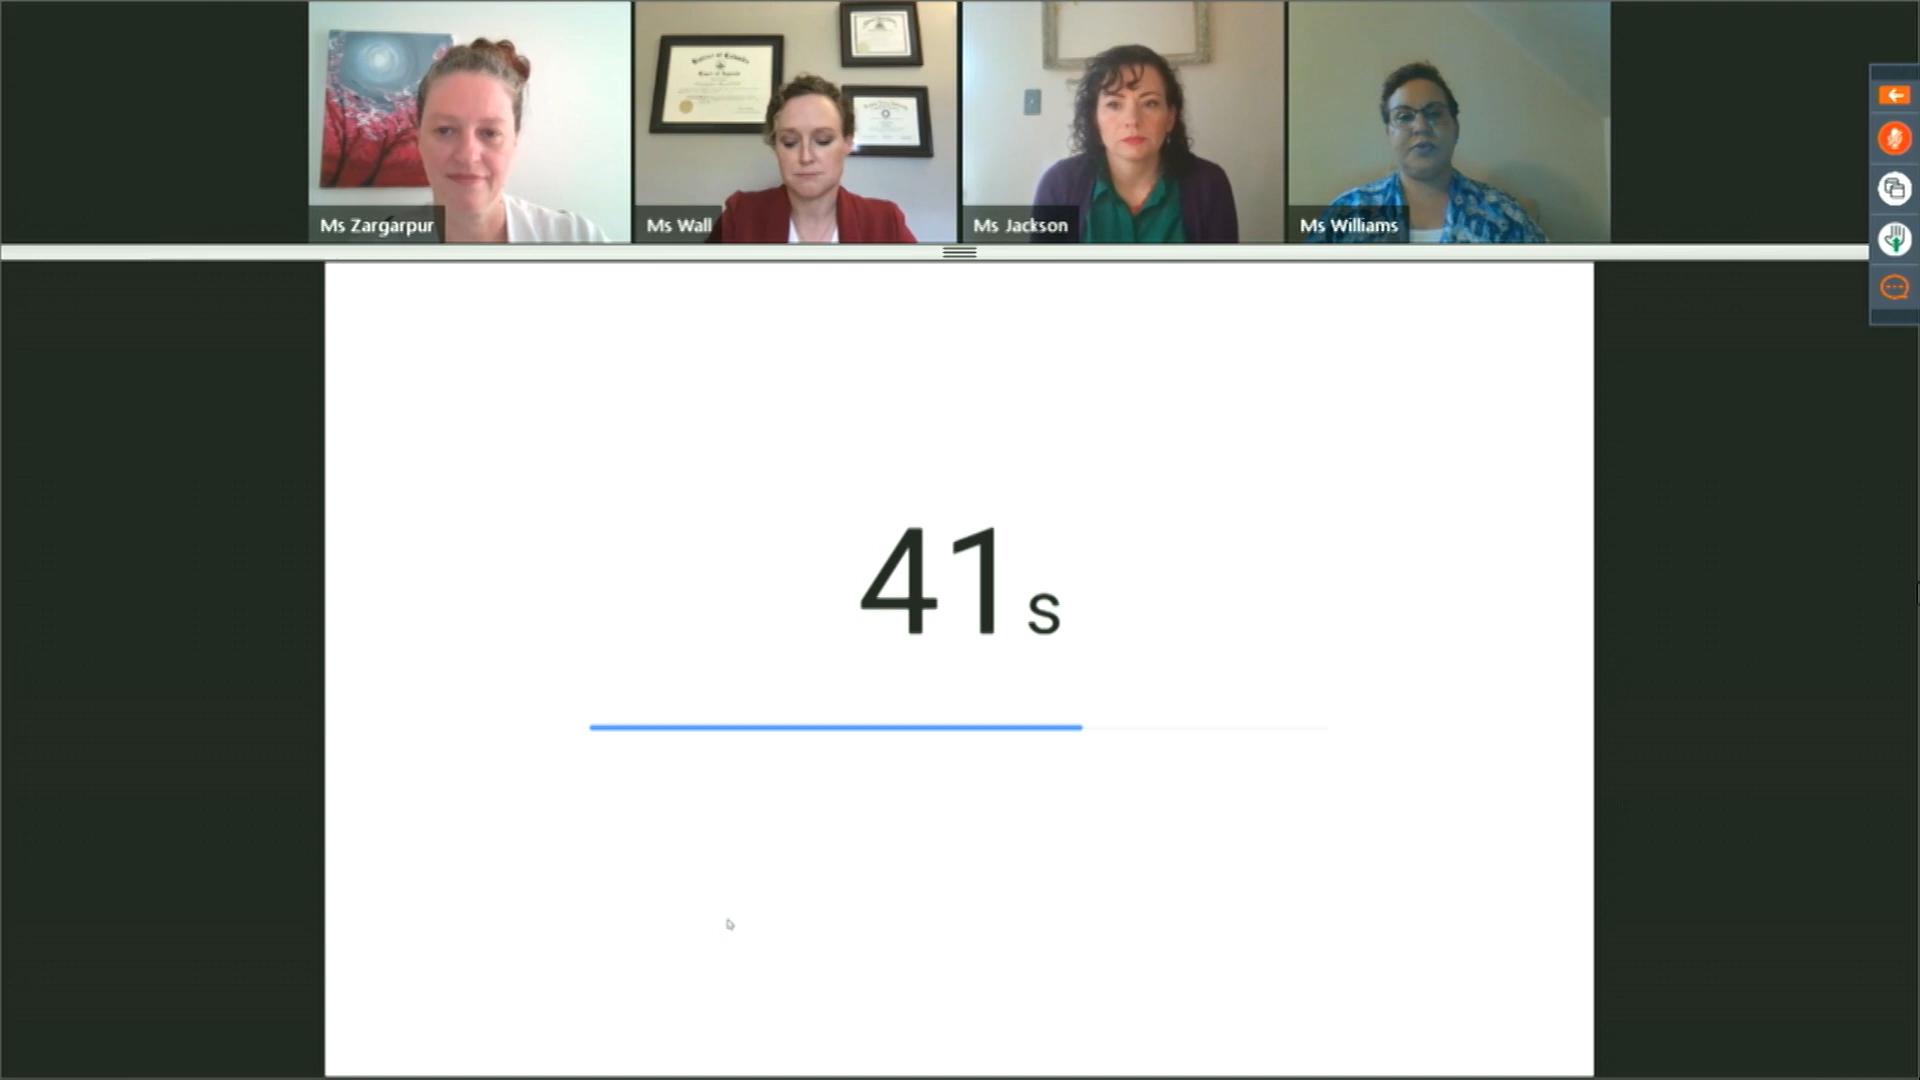 Ms Zargarpur
Ms Wall
Ms Jackson
Ms Williams
41 s